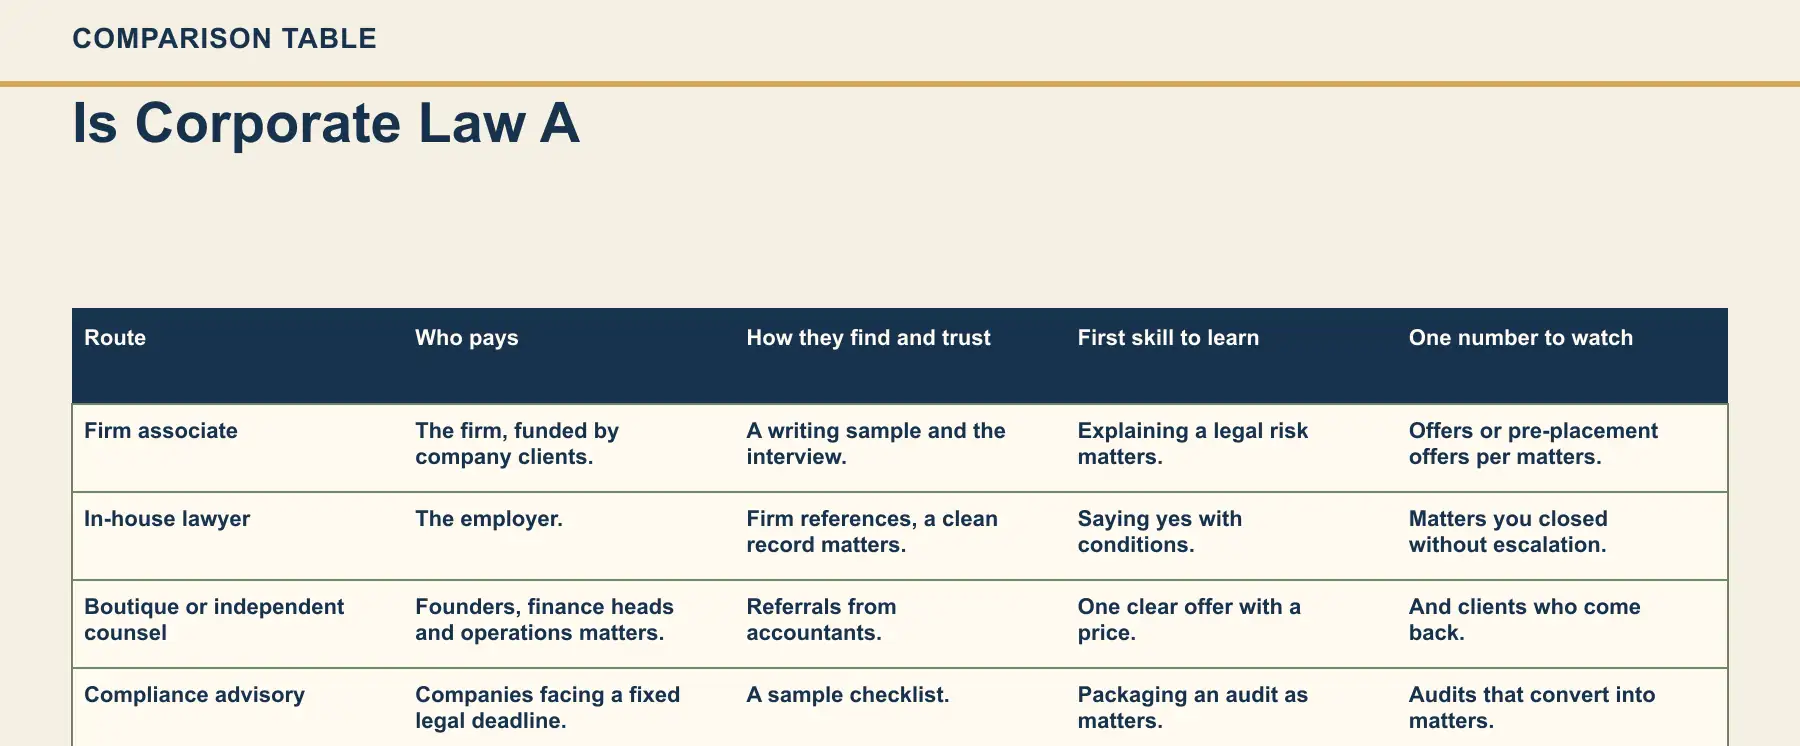 COMPARISON TABLE
Is Corporate Law A
Route
Who pays
How they find and trust
First skill to learn
One number to watch
Firm associate
The firm, funded by
company clients.
A writing sample and the
interview.
Explaining a legal risk
matters.
Offers or pre-placement
offers per matters.
In-house lawyer
The employer.
Firm references, a clean
record matters.
Saying yes with
conditions.
Matters you closed
without escalation.
Boutique or independent
counsel
Founders, finance heads
and operations matters.
Referrals from
accountants.
One clear offer with a
price.
And clients who come
back.
Compliance advisory
Companies facing a fixed
legal deadline.
A sample checklist.
Packaging an audit as
matters.
Audits that convert into
matters.